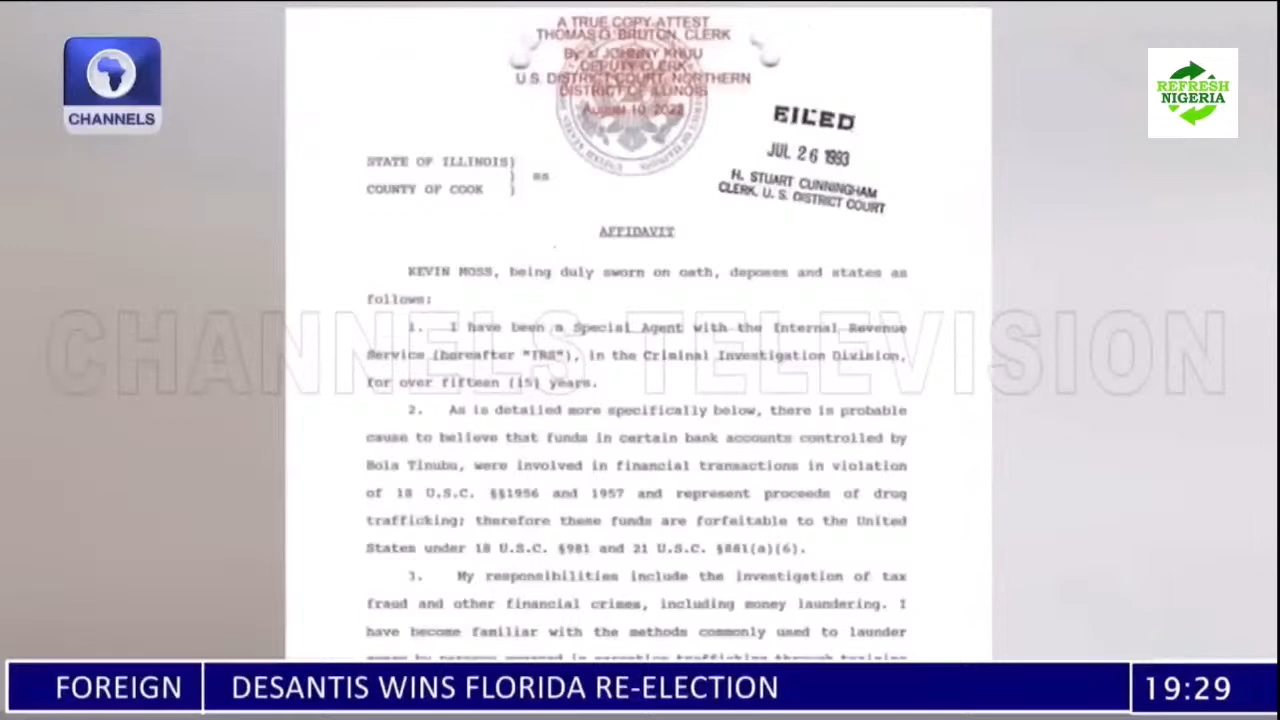 CHANNELS
REFRESH
NIGERIA
A TRUE COPY-ATTEST
THOMAS G. BRUTON, CLERK
By: s/ JOHNNY KHUU
DEPUTY CLERK
U.S. DISTRICT COURT, NORTHERN
DISTRICT OF ILLINOIS
August 10, 2022
FILED
JUL 26 1993
H. STUART CUNNINGHAM
CLERK, U. S. DISTRICT COURT
STATE OF ILLINOIS)
) ss
COUNTY OF COOK )
AFFIDAVIT
KEVIN MOSS, being duly sworn on oath, deposes and states as
follows:
1. I have been a Special Agent with the Internal Revenue
Service (hereafter "IRS"), in the Criminal Investigation Division,
for over fifteen (15) years.
2. As is detailed more specifically below, there is probable
cause to believe that funds in certain bank accounts controlled by
Bola Tinubu, were involved in financial transactions in violation
of 18 U.S.C. §§1956 and 1957 and represent proceeds of drug
trafficking; therefore these funds are forfeitable to the United
States under 18 U.S.C. §981 and 21 U.S.C. §881(a)(6).
3. My responsibilities include the investigation of tax
fraud and other financial crimes, including money laundering. I
have become familiar with the methods commonly used to launder
CHANNELS TELEVISION
FOREIGN
DESANTIS WINS FLORIDA RE-ELECTION
19:29